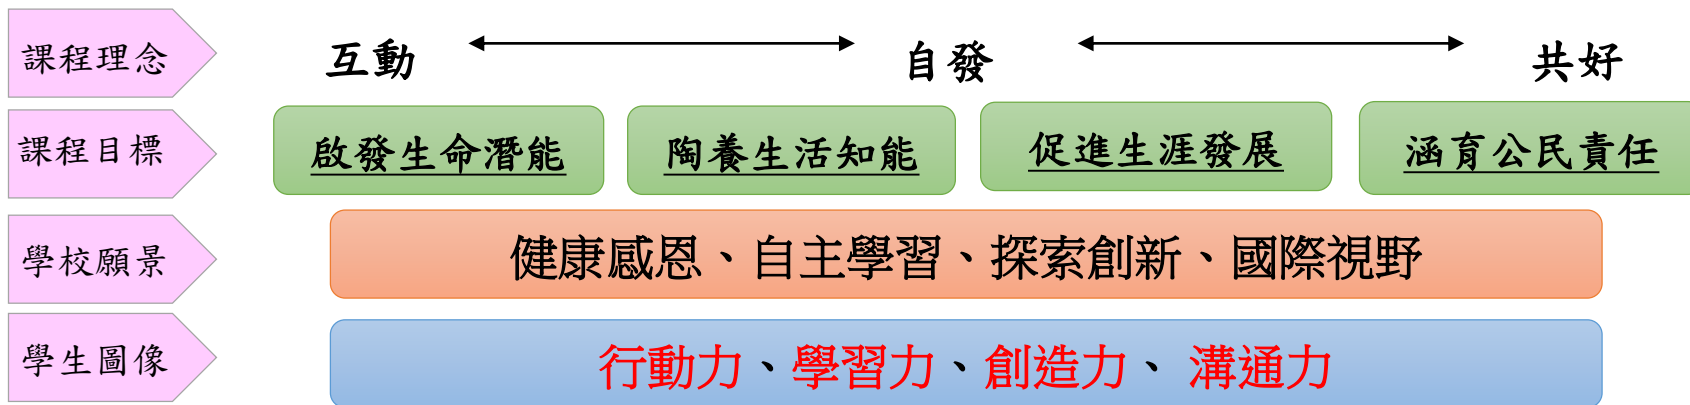 課程理念 互動 自發 共好
課程目標 啟發生命潛能 陶養生活知能 促進生涯發展 涵育公民責任
學校願景 健康感恩、自主學習、探索創新、國際視野
學生圖像 行動力、學習力、創造力、 溝通力